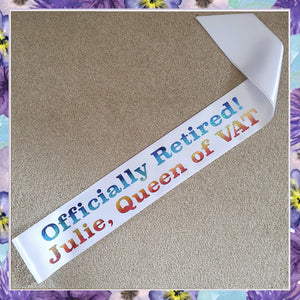 Officially Retired!
Julie, Queen of VAT